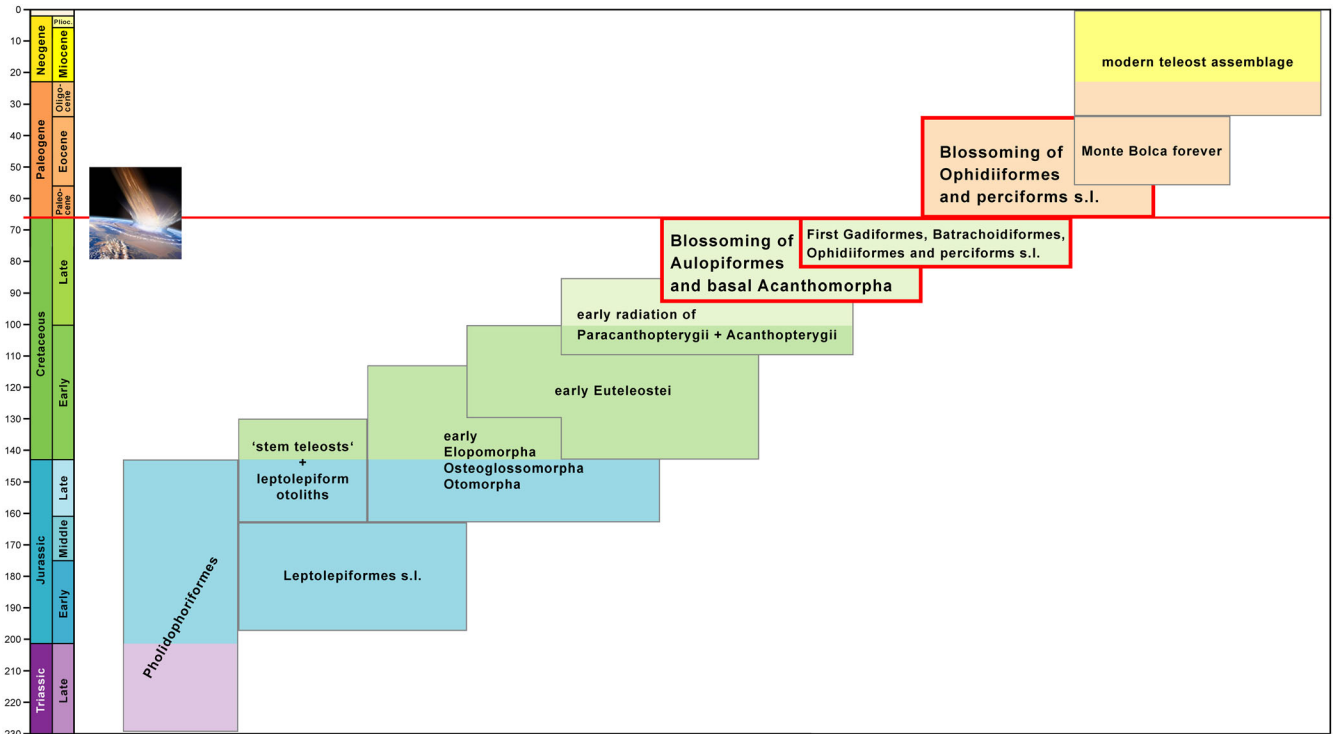 0
10
20
30
40
50
60
70
80
90
100
110
120
130
140
150
160
170
180
190
200
210
220
230
Neogene
Paleogene
Cretaceous
Jurassic
Triassic
Plioc.
Miocene
Oligo-
cene
Eocene
Paleo-
cene
Late
Early
Late
Middle
Early
Late
modern teleost assemblage
Monte Bolca forever
Blossoming of
Ophidiiformes
and perciforms s.l.
First Gadiformes, Batrachoidiformes,
Ophidiiformes and perciforms s.l.
Blossoming of
Aulopiformes
and basal Acanthomorpha
early radiation of
Paracanthopterygii + Acanthopterygii
early Euteleostei
early
Elopomorpha
Osteoglossomorpha
Otomorpha
‘stem teleosts‘
+
leptolepiform
otoliths
Leptolepiformes s.l.
Pholidophoriformes